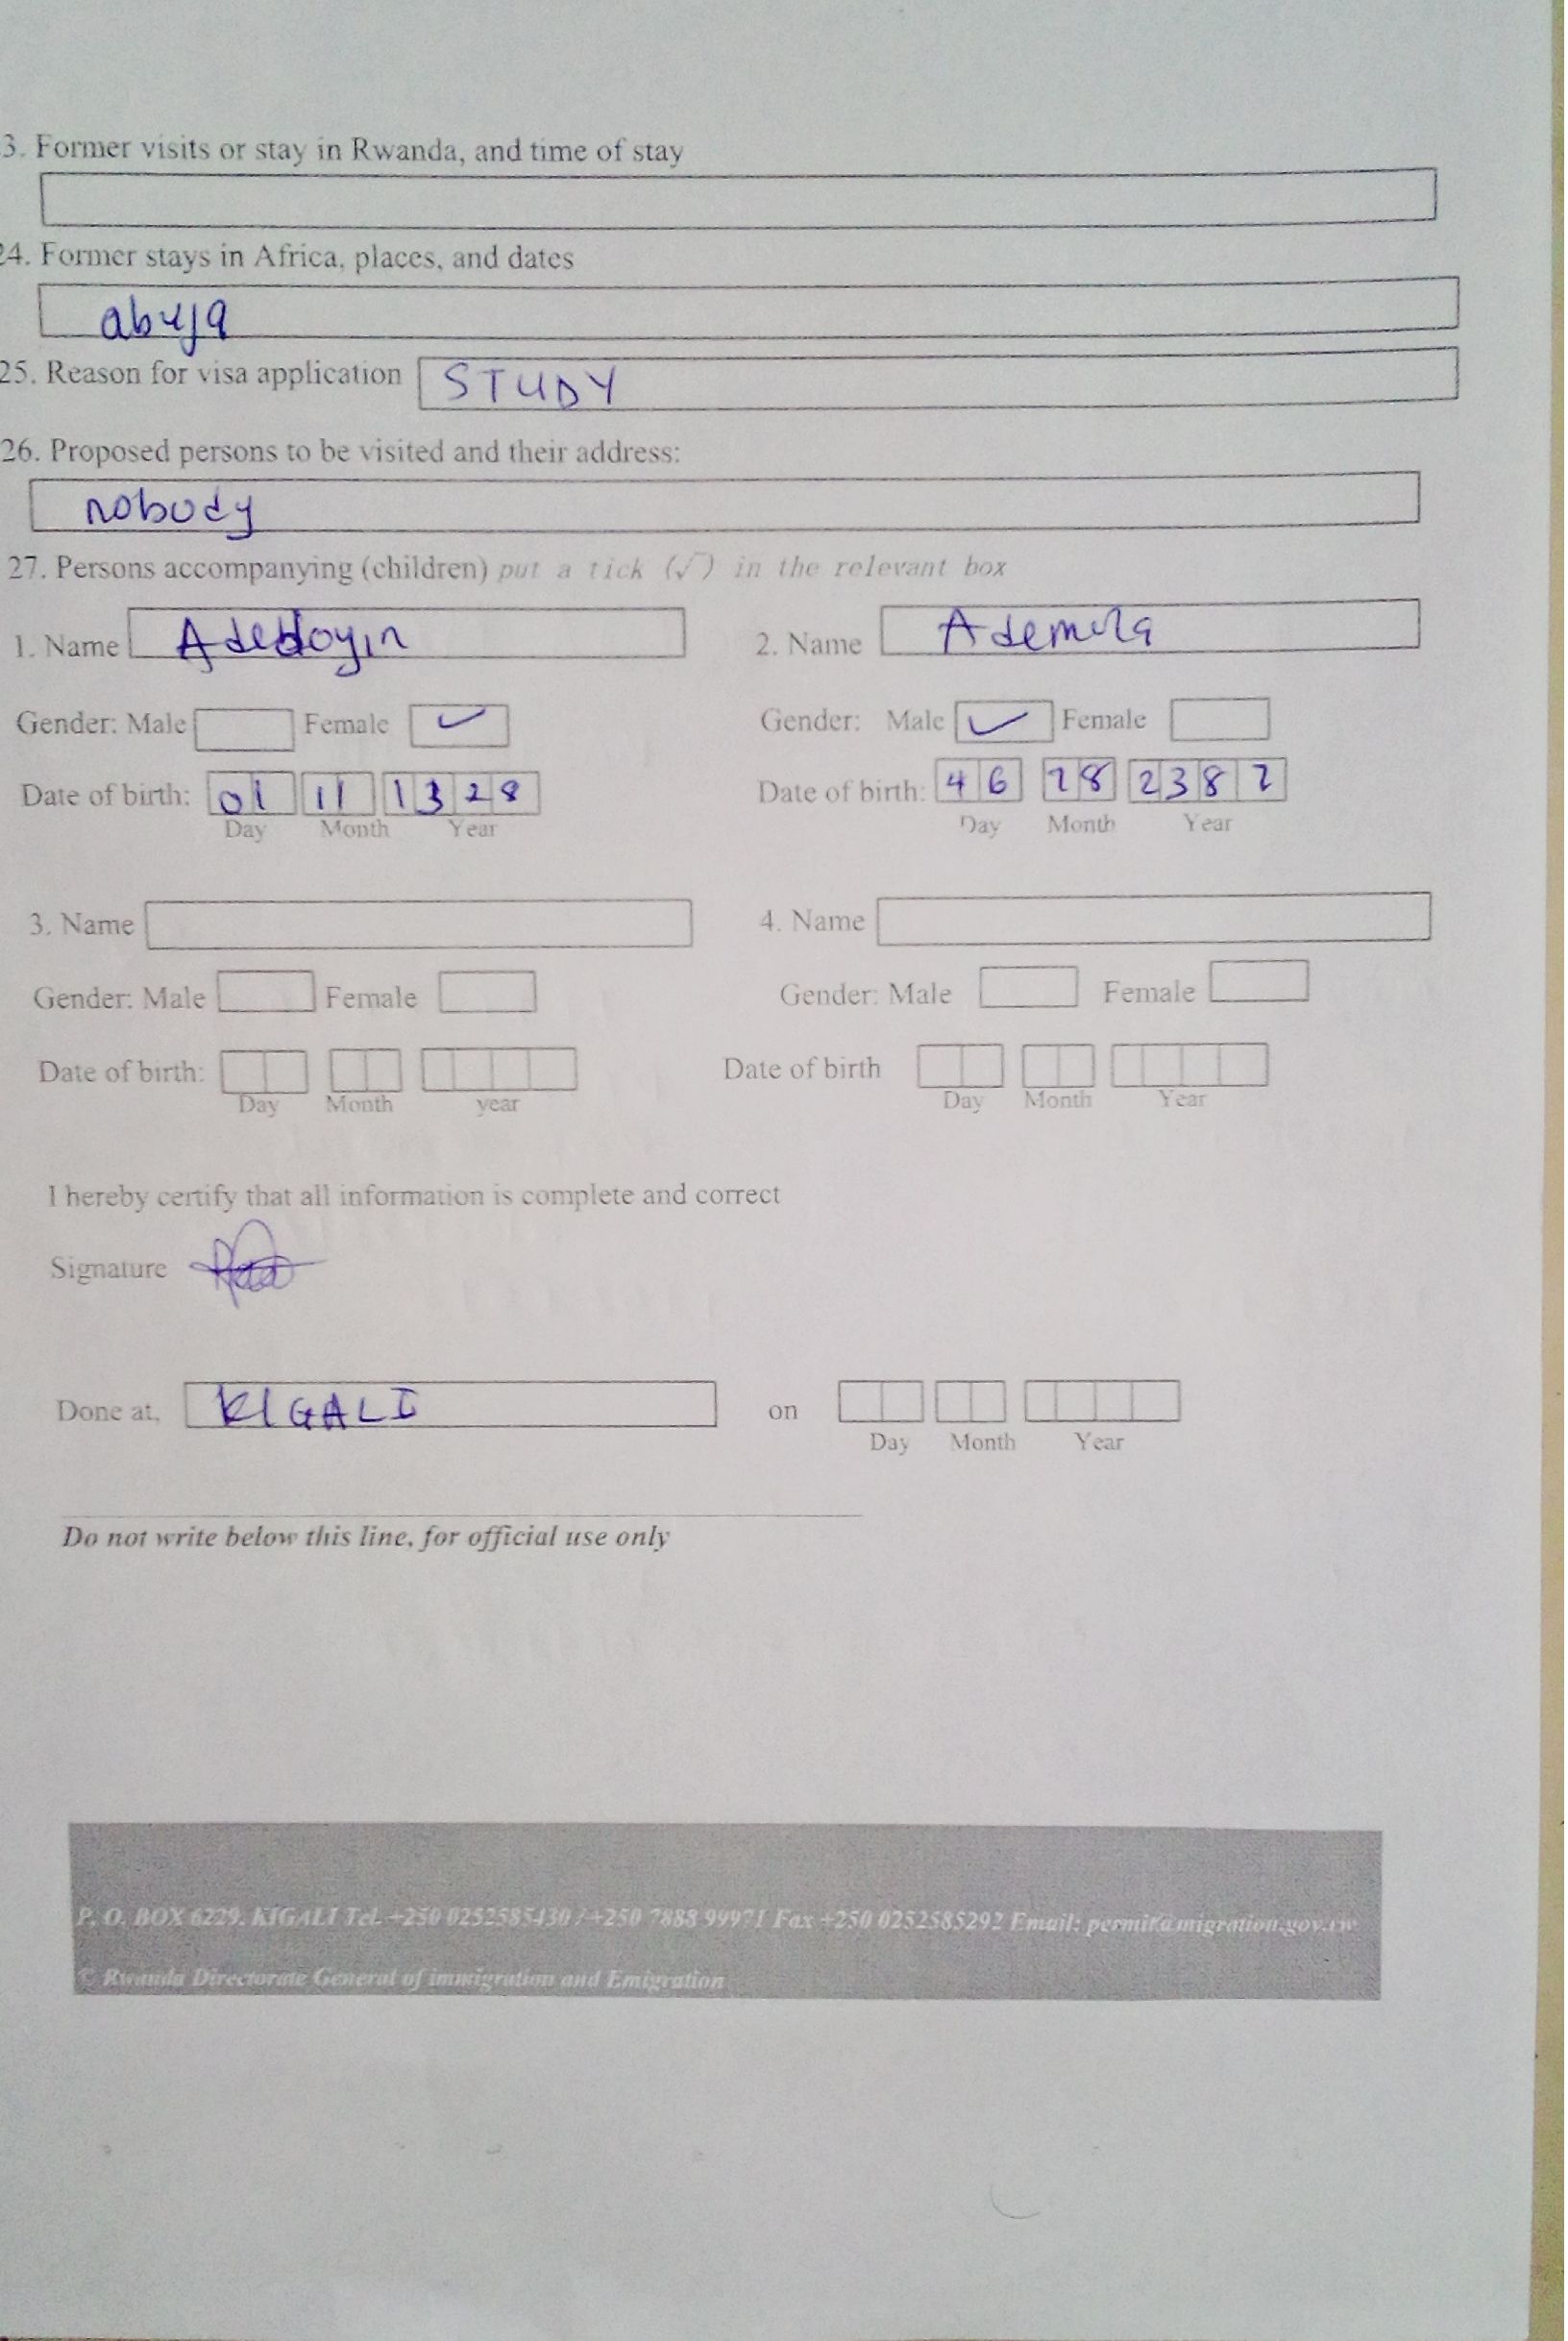 3. Former visits or stay in Rwanda, and time of stay
24. Former stays in Africa, places, and dates
abuja
25. Reason for visa application STUDY
26. Proposed persons to be visited and their address:
nobody
27. Persons accompanying (children) put a tick (√) in the relevant box
1. Name Adedoyin 2. Name Ademola
Gender: Male Female ✓ Gender: Male ✓ Female
Date of birth: 01 11 1328 Date of birth: 46 28 2387
Day Month Year Day Month Year
3. Name 4. Name
Gender: Male Female Gender: Male Female
Date of birth: Date of birth
Day Month year Day Month Year
I hereby certify that all information is complete and correct
Signature
Done at, KIGALI on
Day Month Year
Do not write below this line, for official use only
P. O. BOX 6229, KIGALI Tel. +250 0252585430 / +250 7888 99971 Fax +250 0252585292 Email: permit@migration.gov.rw
© Rwanda Directorate General of immigration and Emigration